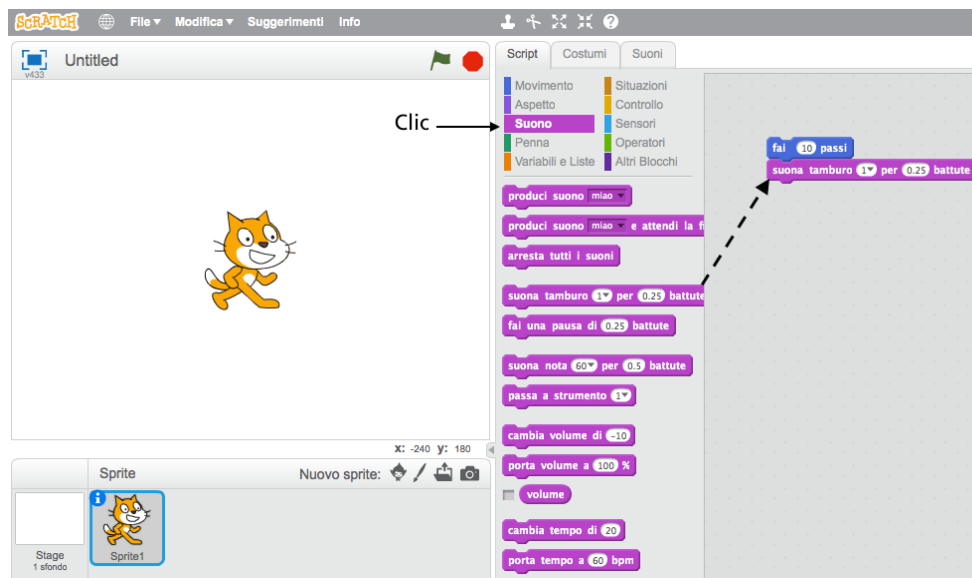 SCRATCH File Modifica Suggerimenti Info
v433 Untitled
x: -240 y: 180
Sprite Nuovo sprite:
Stage
1 sfondo
Sprite1
Clic
Script Costumi Suoni
Movimento Situazioni
Aspetto Controllo
Suono Sensori
Penna Operatori
Variabili e Liste Altri Blocchi
produci suono miao
produci suono miao e attendi la fi
arresta tutti i suoni
suona tamburo 1 per 0.25 battute
fai una pausa di 0.25 battute
suona nota 60 per 0.5 battute
passa a strumento 1
cambia volume di -10
porta volume a 100 %
volume
cambia tempo di 20
porta tempo a 60 bpm
fai 10 passi
suona tamburo 1 per 0.25 battute